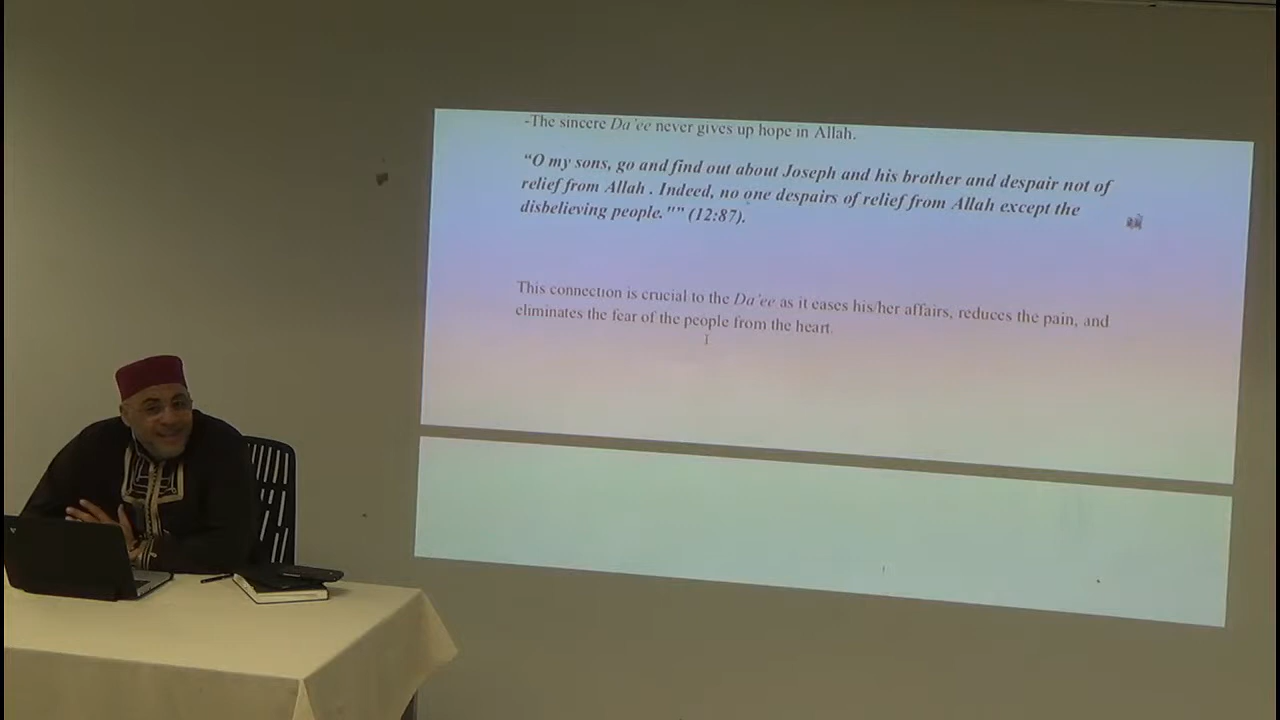 -The sincere Da'ee never gives up hope in Allah.
“O my sons, go and find out about Joseph and his brother and despair not of
relief from Allah . Indeed, no one despairs of relief from Allah except the
disbelieving people."” (12:87).
This connection is crucial to the Da'ee as it eases his/her affairs, reduces the pain, and
eliminates the fear of the people from the heart.